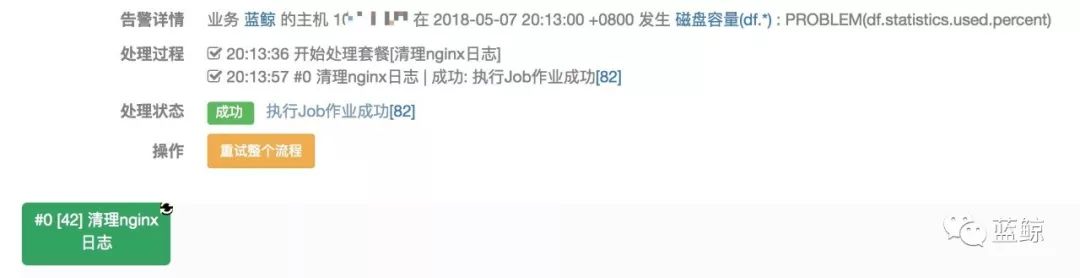 告警详情 业务 蓝鲸 的主机 1 在 2018-05-07 20:13:00 +0800 发生 磁盘容量(df.*) : PROBLEM(df.statistics.used.percent)
处理过程 20:13:36 开始处理套餐[清理nginx日志]
20:13:57 #0 清理nginx日志 | 成功: 执行Job作业成功[82]
处理状态 成功 执行Job作业成功[82]
操作 重试整个流程
#0 [42] 清理nginx
日志
蓝鲸